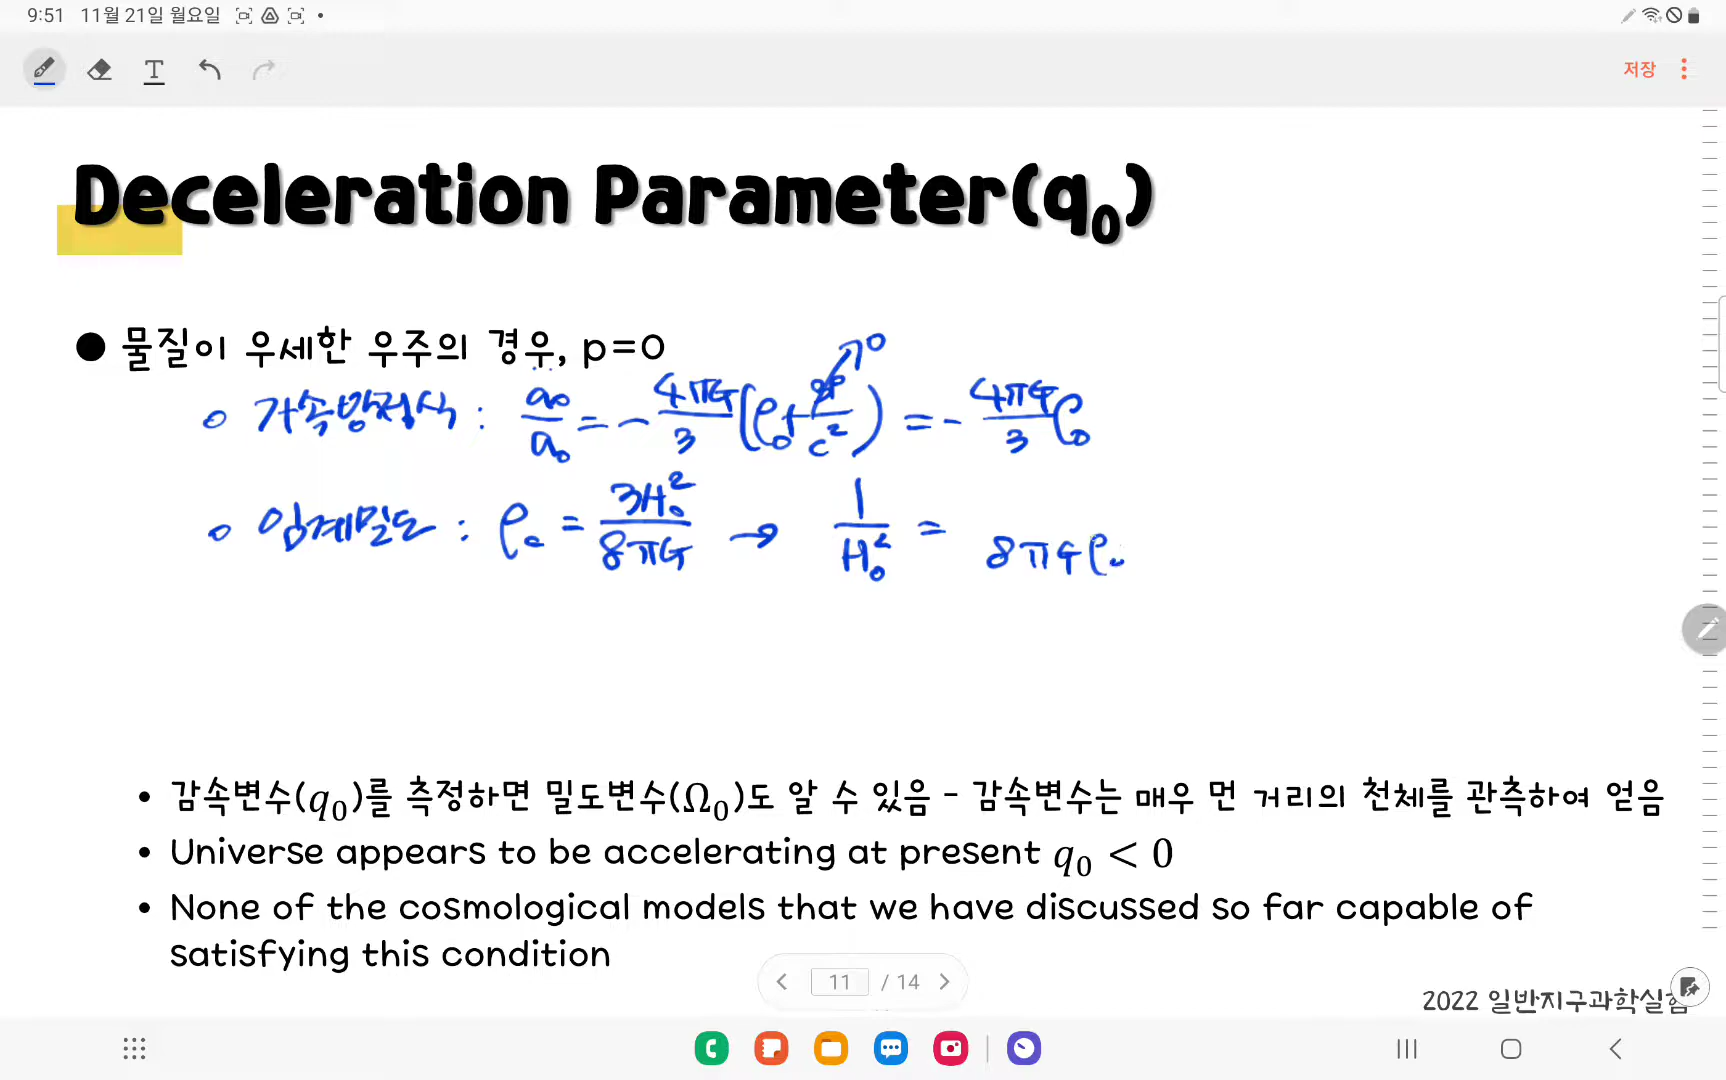 9:51 11월 21일 월요일
저장
Deceleration Parameter(q₀)
● 물질이 우세한 우주의 경우, p=0
o 가속방정식 : ä₀/a₀ = - 4πG/3 (ρ₀ + 3P/c²) → 0 = - 4πG/3 ρ₀
o 임계밀도 : ρc = 3H₀²/8πG → 1/H₀² = 8πGρc
• 감속변수(q₀)를 측정하면 밀도변수(Ω₀)도 알 수 있음 - 감속변수는 매우 먼 거리의 천체를 관측하여 얻음
• Universe appears to be accelerating at present q₀ < 0
• None of the cosmological models that we have discussed so far capable of
satisfying this condition
< 11 / 14 >
2022 일반지구과학실험